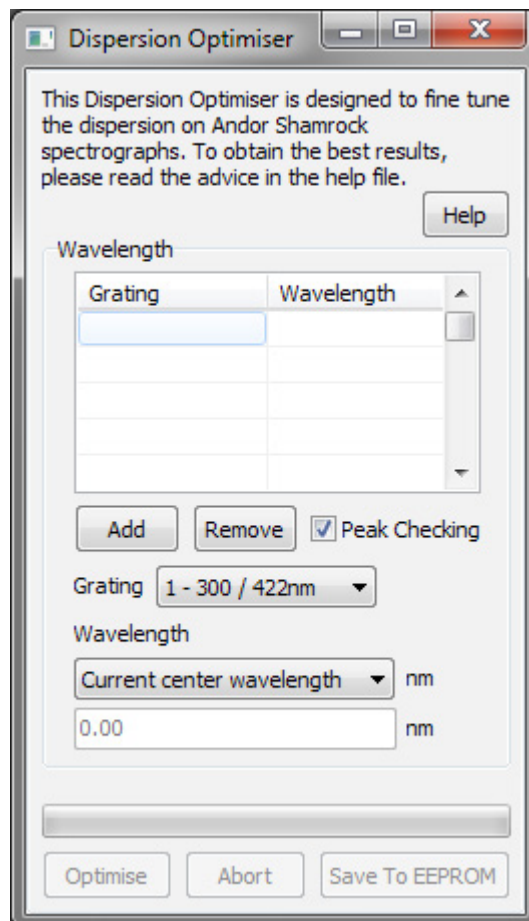 Dispersion Optimiser
This Dispersion Optimiser is designed to fine tune
the dispersion on Andor Shamrock
spectrographs. To obtain the best results,
please read the advice in the help file.
Help
Wavelength
Grating Wavelength
Add Remove Peak Checking
Grating 1 - 300 / 422nm
Wavelength
Current center wavelength nm
0.00 nm
Optimise Abort Save To EEPROM